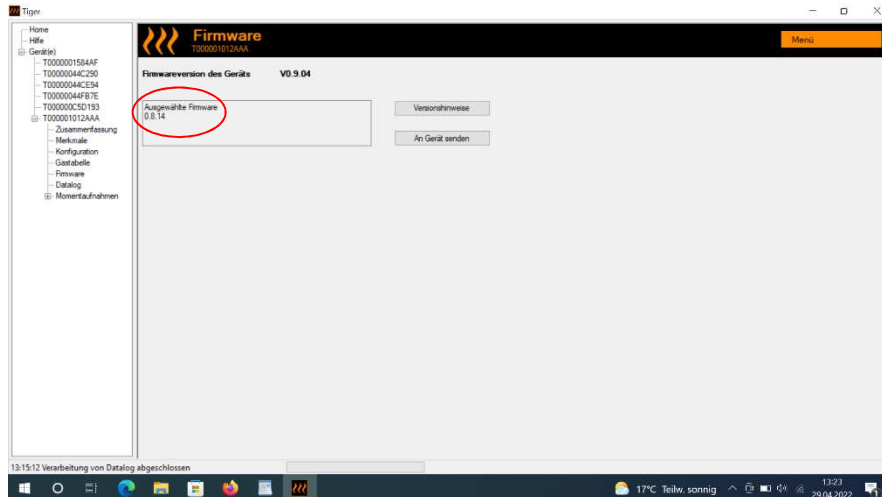 Tiger
Home
Hilfe
Gerät(e)
T0000001584AF
T00000044C290
T00000044CE94
T00000044FB7E
T000000C5D193
T000001012AAA
Zusammenfassung
Merkmale
Konfiguration
Gastabelle
Firmware
Datalog
Momentaufnahmen
Firmware
T000001012AAA
Menü
Firmwareversion des Geräts V0.9.04
Ausgewählte Firmware
0.8.14
Versionshinweise
An Gerät senden
13:15:12 Verarbeitung von Datalog abgeschlossen
17°C Teilw. sonnig
13:23
29.04.2022